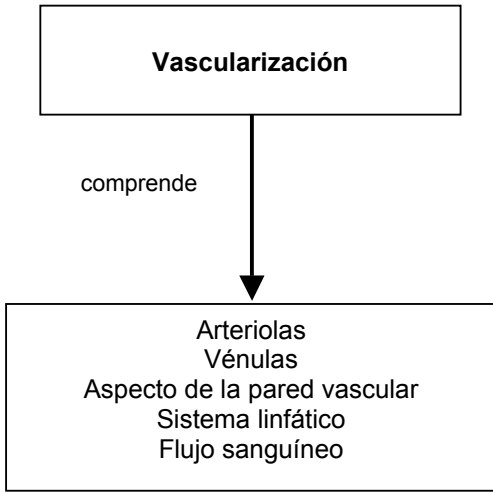 Vascularización
comprende
Arteriolas
Vénulas
Aspecto de la pared vascular
Sistema linfático
Flujo sanguíneo